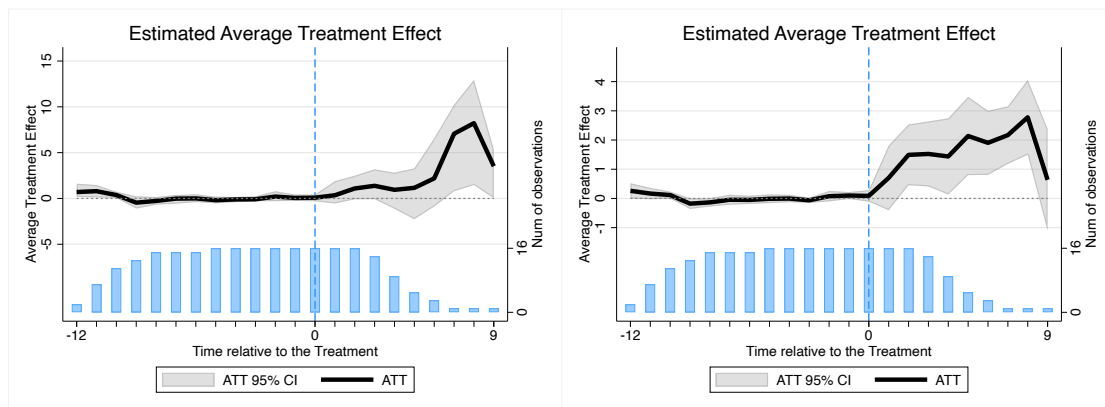 Estimated Average Treatment Effect
Average Treatment Effect
15
10
5
0
-5
Num of observations
16
0
-12
0
9
Time relative to the Treatment
ATT 95% CI
ATT
Estimated Average Treatment Effect
Average Treatment Effect
4
3
2
1
0
-1
Num of observations
16
0
-12
0
9
Time relative to the Treatment
ATT 95% CI
ATT